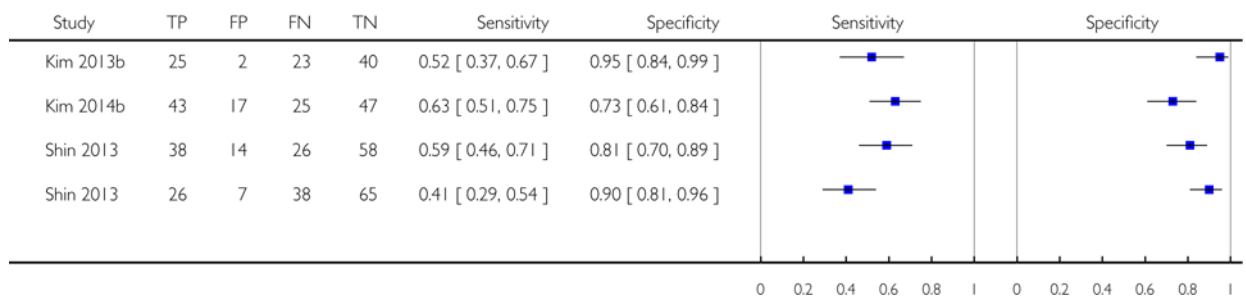 Study TP FP FN TN Sensitivity Specificity Sensitivity Specificity
Kim 2013b 25 2 23 40 0.52 [ 0.37, 0.67 ] 0.95 [ 0.84, 0.99 ]
Kim 2014b 43 17 25 47 0.63 [ 0.51, 0.75 ] 0.73 [ 0.61, 0.84 ]
Shin 2013 38 14 26 58 0.59 [ 0.46, 0.71 ] 0.81 [ 0.70, 0.89 ]
Shin 2013 26 7 38 65 0.41 [ 0.29, 0.54 ] 0.90 [ 0.81, 0.96 ]
0 0.2 0.4 0.6 0.8 1 0 0.2 0.4 0.6 0.8 1